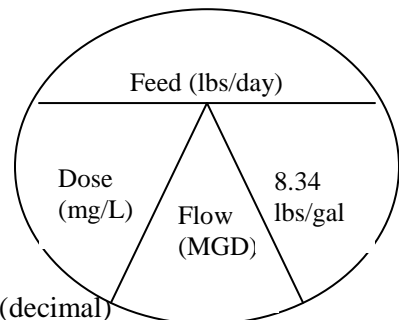 Feed (lbs/day)
Dose
(mg/L)
Flow
(MGD)
8.34
lbs/gal
(decimal)